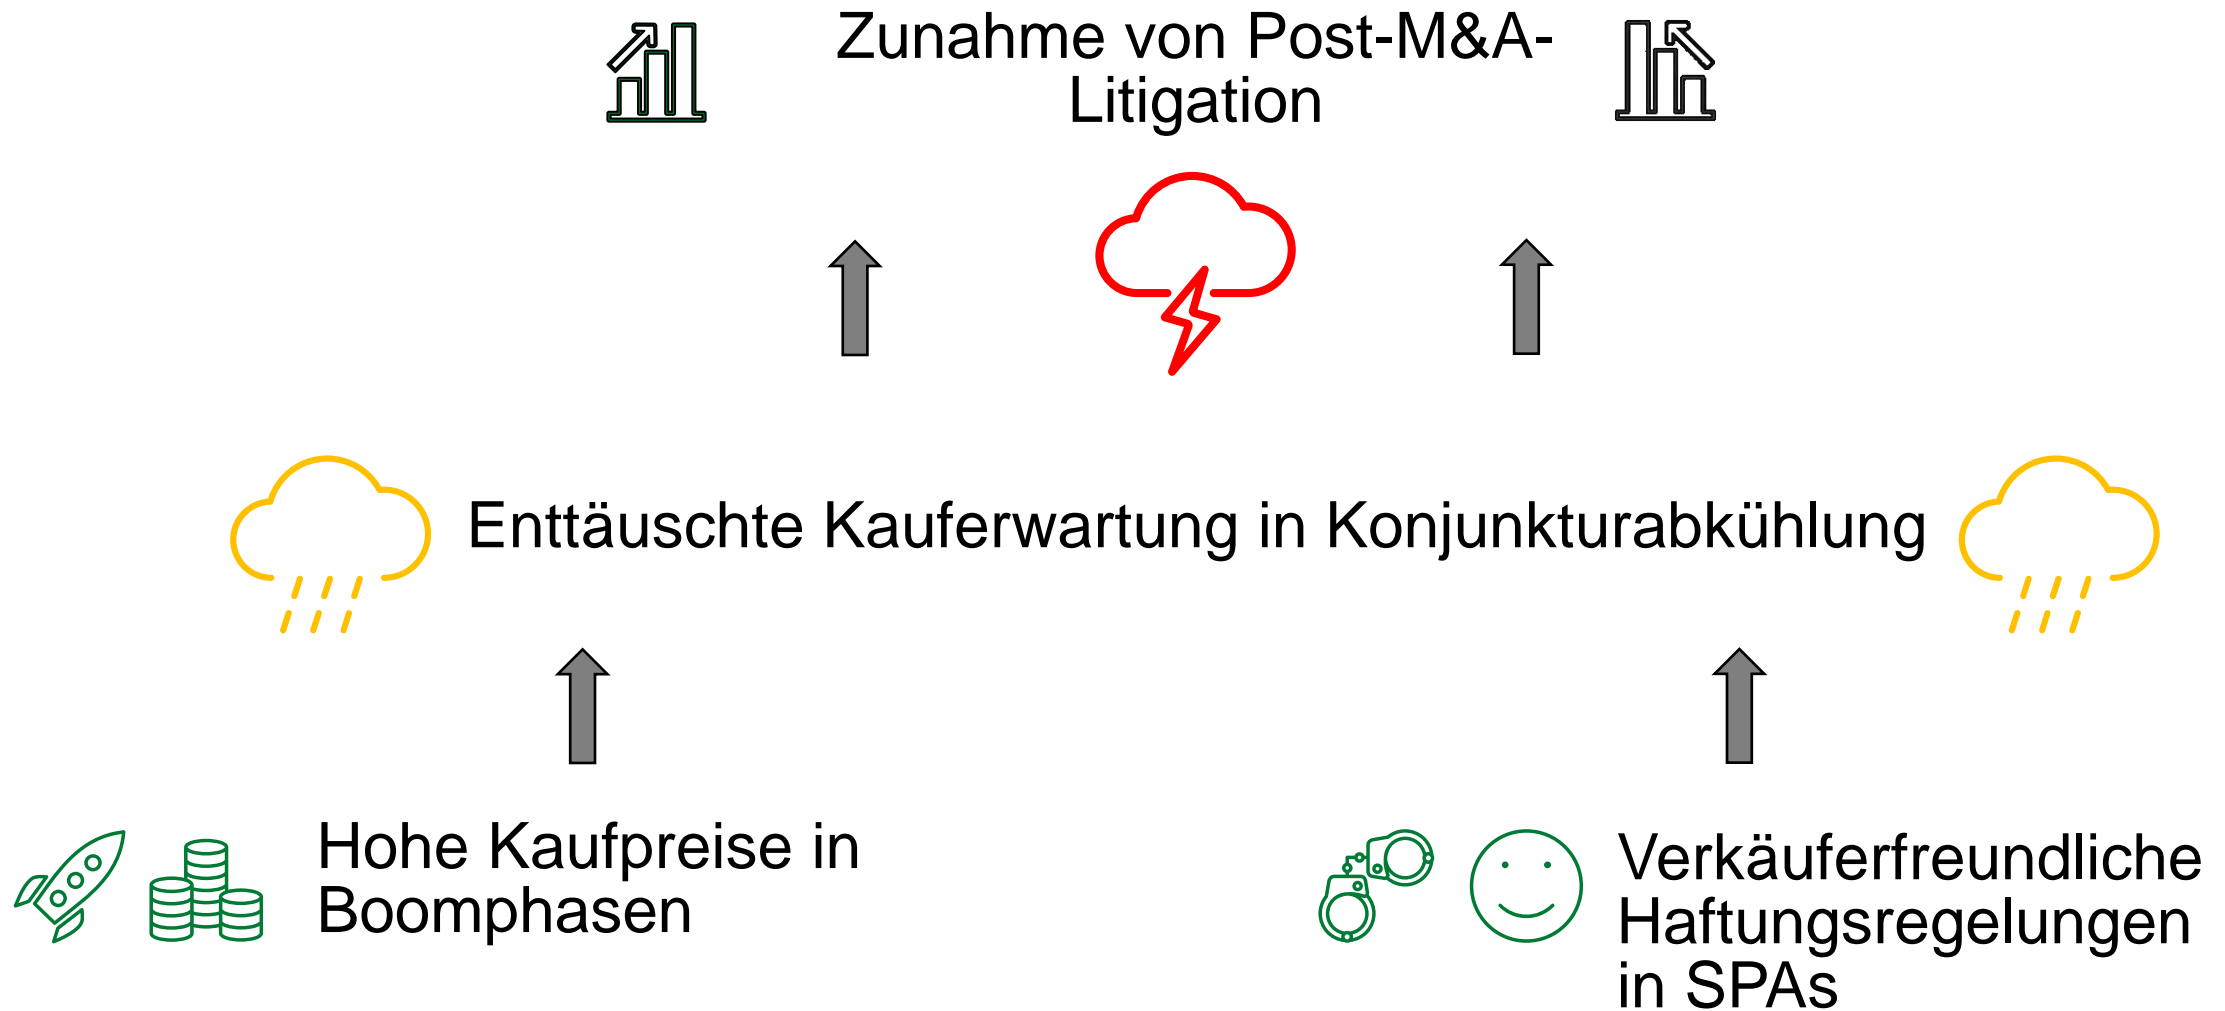 Zunahme von Post-M&A-
Litigation
Enttäuschte Kauferwartung in Konjunkturabkühlung
Hohe Kaufpreise in
Boomphasen
Verkäuferfreundliche
Haftungsregelungen
in SPAs